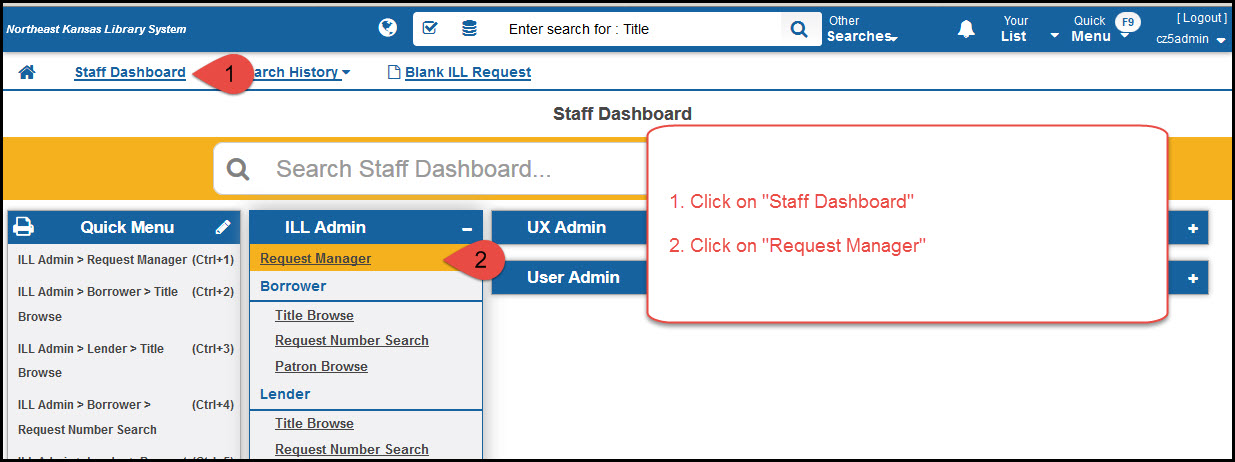 Northeast Kansas Library System
Enter search for : Title
Other
Searches
Your
List
Quick
Menu
F9
[ Logout ]
cz5admin
Staff Dashboard
1
arch History
Blank ILL Request
Staff Dashboard
Search Staff Dashboard...
1. Click on "Staff Dashboard"
2. Click on "Request Manager"
Quick Menu
ILL Admin > Request Manager (Ctrl+1)
ILL Admin > Borrower > Title (Ctrl+2)
Browse
ILL Admin > Lender > Title (Ctrl+3)
Browse
ILL Admin > Borrower > (Ctrl+4)
Request Number Search
ILL Admin –
Request Manager
2
Borrower
Title Browse
Request Number Search
Patron Browse
Lender
Title Browse
Request Number Search
UX Admin +
User Admin +